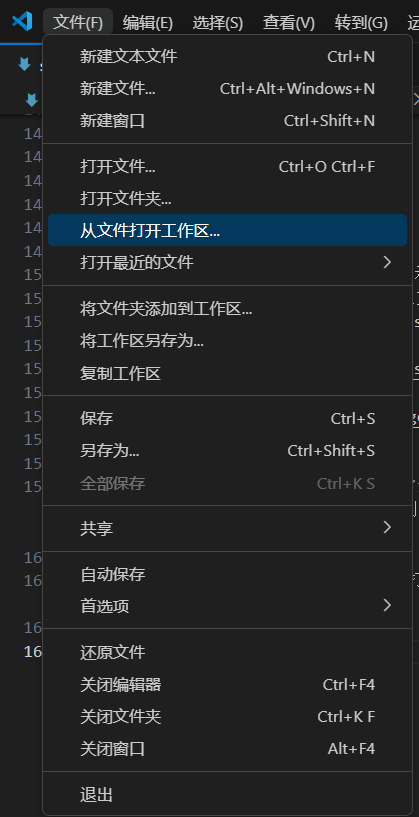 文件(F) 编辑(E) 选择(S) 查看(V) 转到(G)
新建文本文件 Ctrl+N
新建文件... Ctrl+Alt+Windows+N
新建窗口 Ctrl+Shift+N
打开文件... Ctrl+O Ctrl+F
打开文件夹...
从文件打开工作区...
打开最近的文件
将文件夹添加到工作区...
将工作区另存为...
复制工作区
保存 Ctrl+S
另存为... Ctrl+Shift+S
全部保存 Ctrl+K S
共享
自动保存
首选项
还原文件
关闭编辑器 Ctrl+F4
关闭文件夹 Ctrl+K F
关闭窗口 Alt+F4
退出